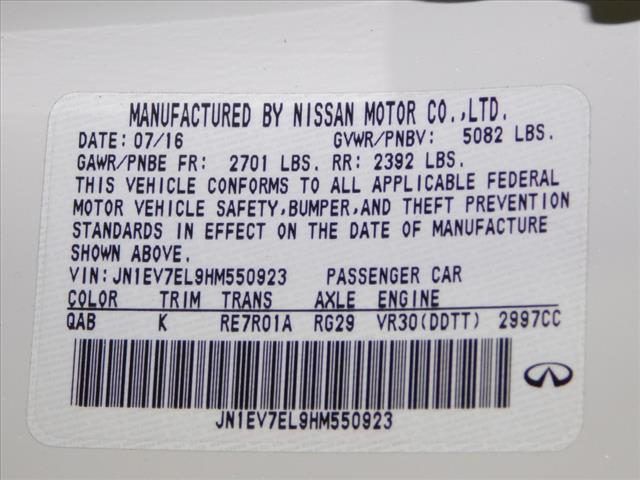 MANUFACTURED BY NISSAN MOTOR CO.,LTD.
DATE: 07/16 GVWR/PNBV: 5082 LBS.
GAWR/PNBE FR: 2701 LBS. RR: 2392 LBS.
THIS VEHICLE CONFORMS TO ALL APPLICABLE FEDERAL
MOTOR VEHICLE SAFETY,BUMPER,AND THEFT PREVENTION
STANDARDS IN EFFECT ON THE DATE OF MANUFACTURE
SHOWN ABOVE.
VIN:JN1EV7EL9HM550923 PASSENGER CAR
COLOR TRIM TRANS AXLE ENGINE
QAB K RE7R01A RG29 VR30(DDTT) 2997CC
JN1EV7EL9HM550923